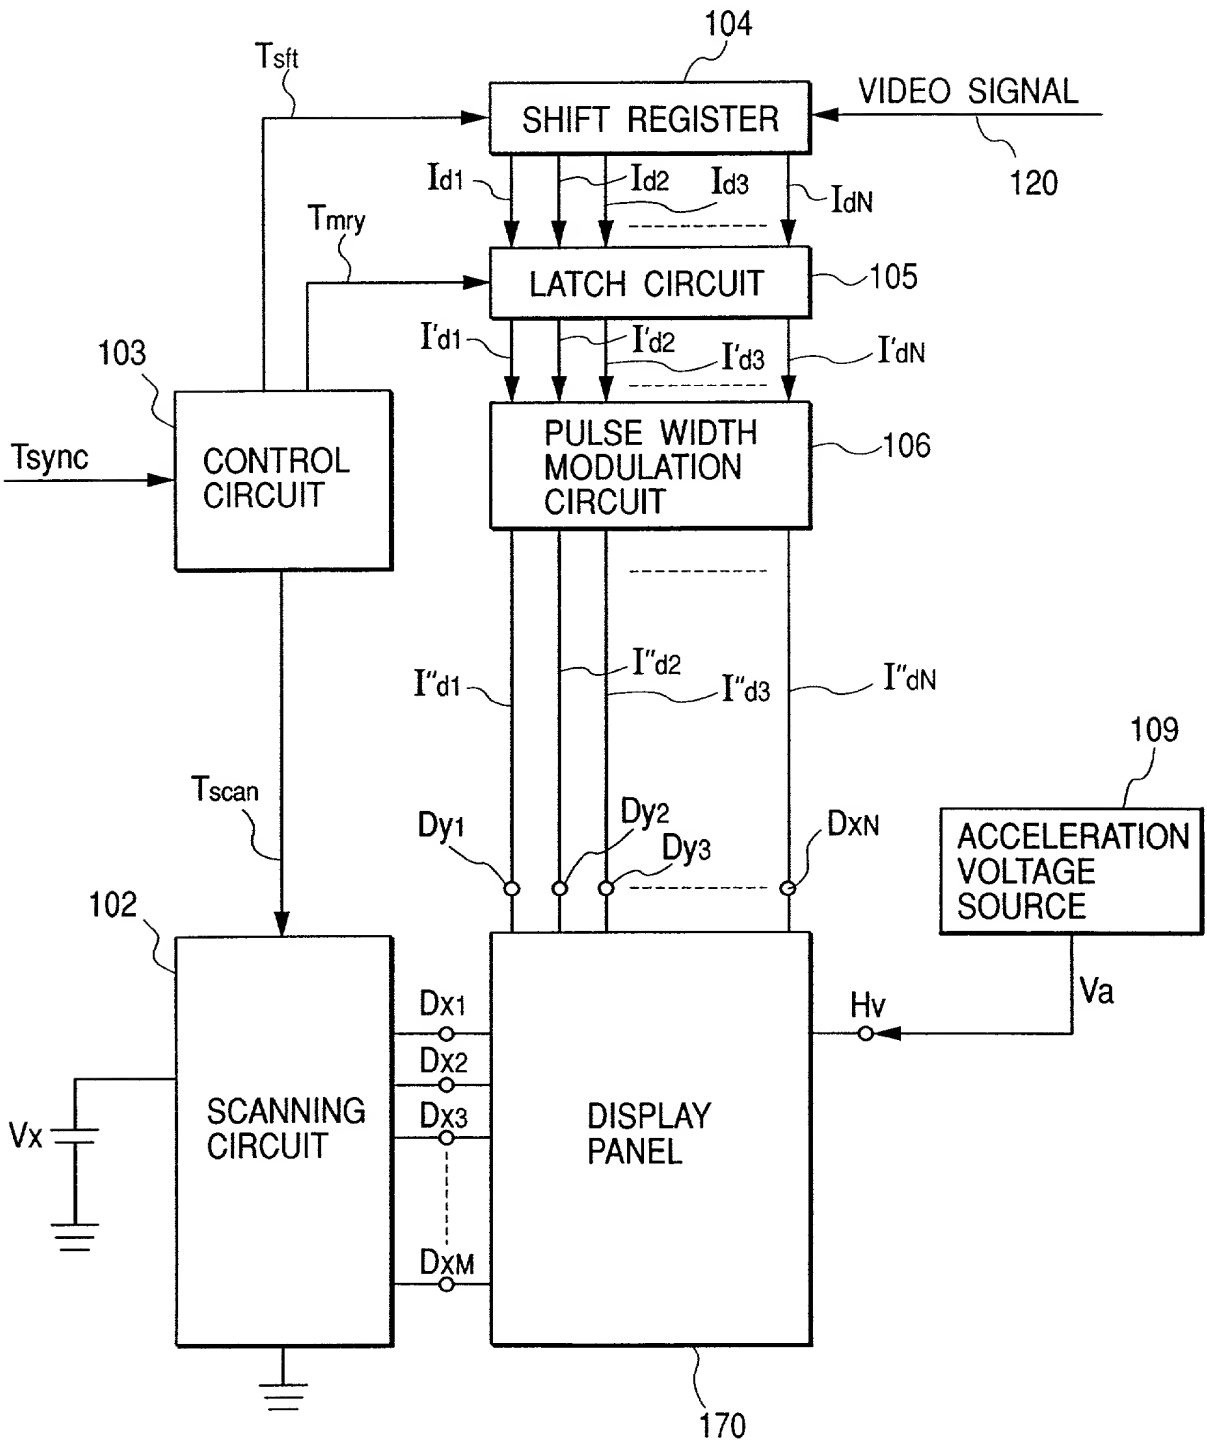 104
Tsft
VIDEO SIGNAL
SHIFT REGISTER
120
Id1
Id2
Id3
IdN
Tmry
LATCH CIRCUIT
105
I'd1
I'd2
I'd3
I'dN
103
PULSE WIDTH
MODULATION
CIRCUIT
106
Tsync
CONTROL
CIRCUIT
I"d1
I"d2
I"d3
I"dN
109
Tscan
Dy1
Dy2
Dy3
DxN
ACCELERATION
VOLTAGE
SOURCE
102
Va
Hv
Dx1
Dx2
Dx3
DxM
Vx
SCANNING
CIRCUIT
DISPLAY
PANEL
170